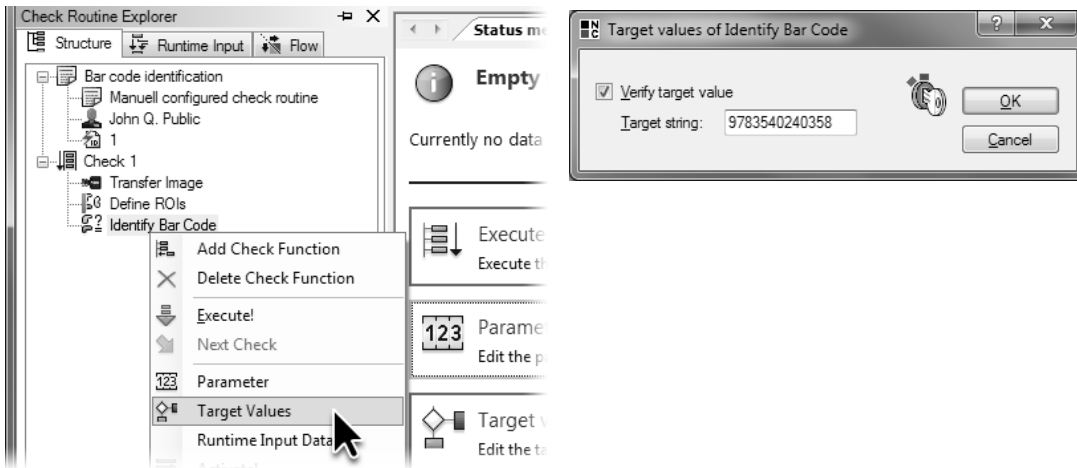 Check Routine Explorer
Structure Runtime Input Flow
Bar code identification
Manuell configured check routine
John Q. Public
1
Check 1
Transfer Image
Define ROIs
Identify Bar Code
Add Check Function
Delete Check Function
Execute!
Next Check
123 Parameter
Target Values
Runtime Input Data
Status
Empty
Currently no data
Execute
Execute
123
Edit the
Target
Edit the
Target values of Identify Bar Code
Verify target value
Target string: 9783540240358
OK
Cancel